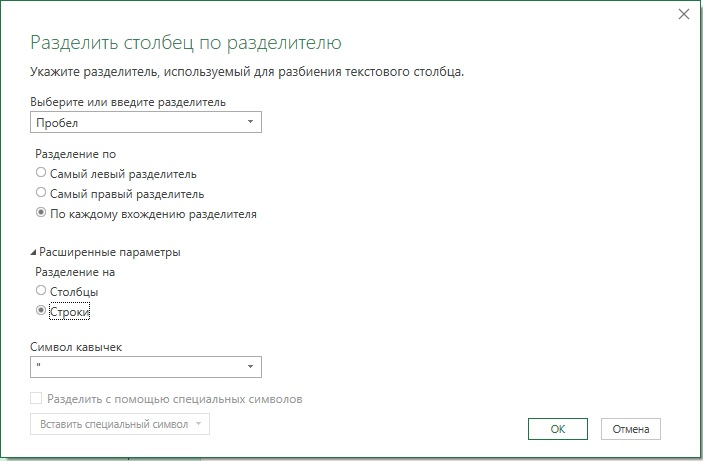 Разделить столбец по разделителю
Укажите разделитель, используемый для разбиения текстового столбца.
Выберите или введите разделитель
Пробел
Разделение по
Самый левый разделитель
Самый правый разделитель
По каждому вхождению разделителя
Расширенные параметры
Разделение на
Столбцы
Строки
Символ кавычек
"
Разделить с помощью специальных символов
Вставить специальный символ
ОК
Отмена